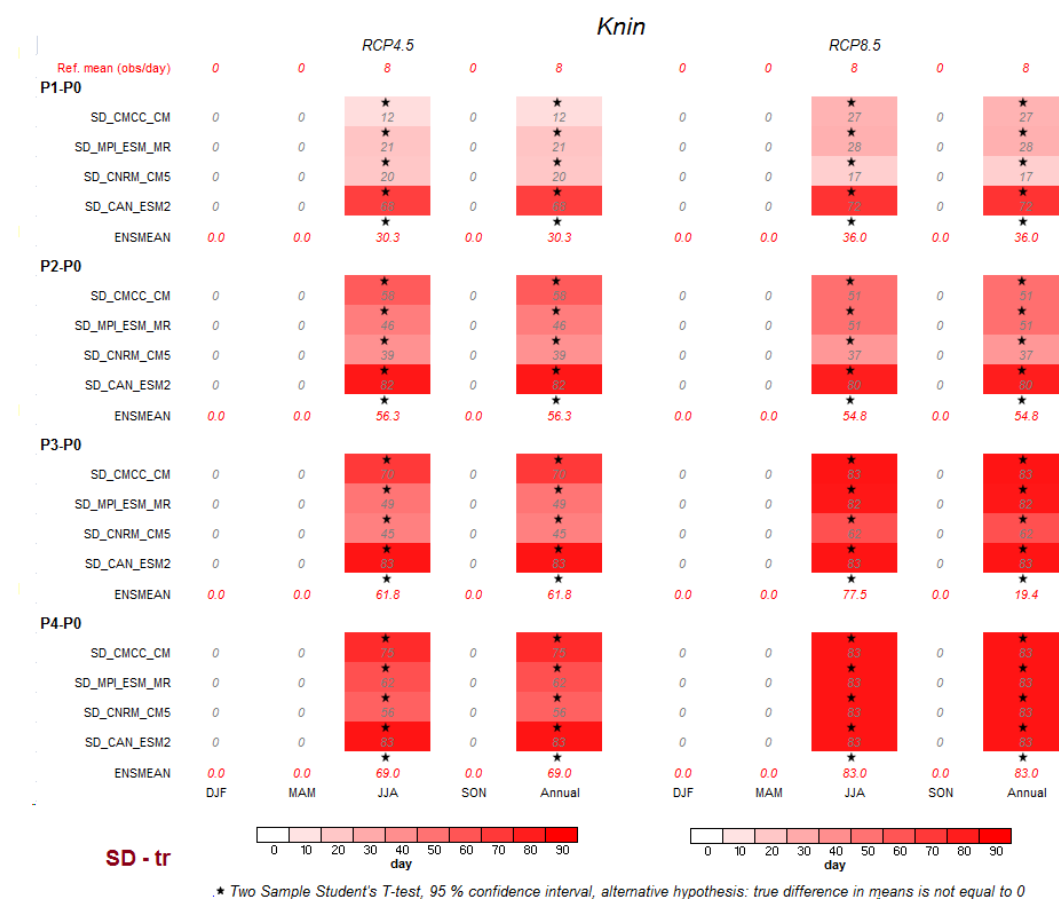 Knin
RCP4.5 RCP8.5
Ref. mean (obs/day) 0 0 8 0 8 0 0 8 0 8
P1-P0
★ ★ ★ ★
SD_CMCC_CM 0 0 12 0 12 0 0 27 0 27
★ ★ ★ ★
SD_MPI_ESM_MR 0 0 21 0 21 0 0 28 0 28
★ ★ ★ ★
SD_CNRM_CM5 0 0 20 0 20 0 0 17 0 17
★ ★ ★ ★
SD_CAN_ESM2 0 0 68 0 68 0 0 72 0 72
★ ★ ★ ★
ENSMEAN 0.0 0.0 30.3 0.0 30.3 0.0 0.0 36.0 0.0 36.0
P2-P0
★ ★ ★ ★
SD_CMCC_CM 0 0 58 0 58 0 0 51 0 51
★ ★ ★ ★
SD_MPI_ESM_MR 0 0 46 0 46 0 0 51 0 51
★ ★ ★ ★
SD_CNRM_CM5 0 0 39 0 39 0 0 37 0 37
★ ★ ★ ★
SD_CAN_ESM2 0 0 82 0 82 0 0 80 0 80
★ ★ ★ ★
ENSMEAN 0.0 0.0 56.3 0.0 56.3 0.0 0.0 54.8 0.0 54.8
P3-P0
★ ★ ★ ★
SD_CMCC_CM 0 0 70 0 70 0 0 83 0 83
★ ★ ★ ★
SD_MPI_ESM_MR 0 0 49 0 49 0 0 82 0 82
★ ★ ★ ★
SD_CNRM_CM5 0 0 45 0 45 0 0 62 0 62
★ ★ ★ ★
SD_CAN_ESM2 0 0 83 0 83 0 0 83 0 83
★ ★ ★ ★
ENSMEAN 0.0 0.0 61.8 0.0 61.8 0.0 0.0 77.5 0.0 19.4
P4-P0
★ ★ ★ ★
SD_CMCC_CM 0 0 75 0 75 0 0 83 0 83
★ ★ ★ ★
SD_MPI_ESM_MR 0 0 62 0 62 0 0 83 0 83
★ ★ ★ ★
SD_CNRM_CM5 0 0 56 0 56 0 0 83 0 83
★ ★ ★ ★
SD_CAN_ESM2 0 0 83 0 83 0 0 83 0 83
★ ★ ★ ★
ENSMEAN 0.0 0.0 69.0 0.0 69.0 0.0 0.0 83.0 0.0 83.0
DJF MAM JJA SON Annual DJF MAM JJA SON Annual
0 10 20 30 40 50 60 70 80 90 0 10 20 30 40 50 60 70 80 90
day day
SD - tr
★ Two Sample Student's T-test, 95 % confidence interval, alternative hypothesis: true difference in means is not equal to 0